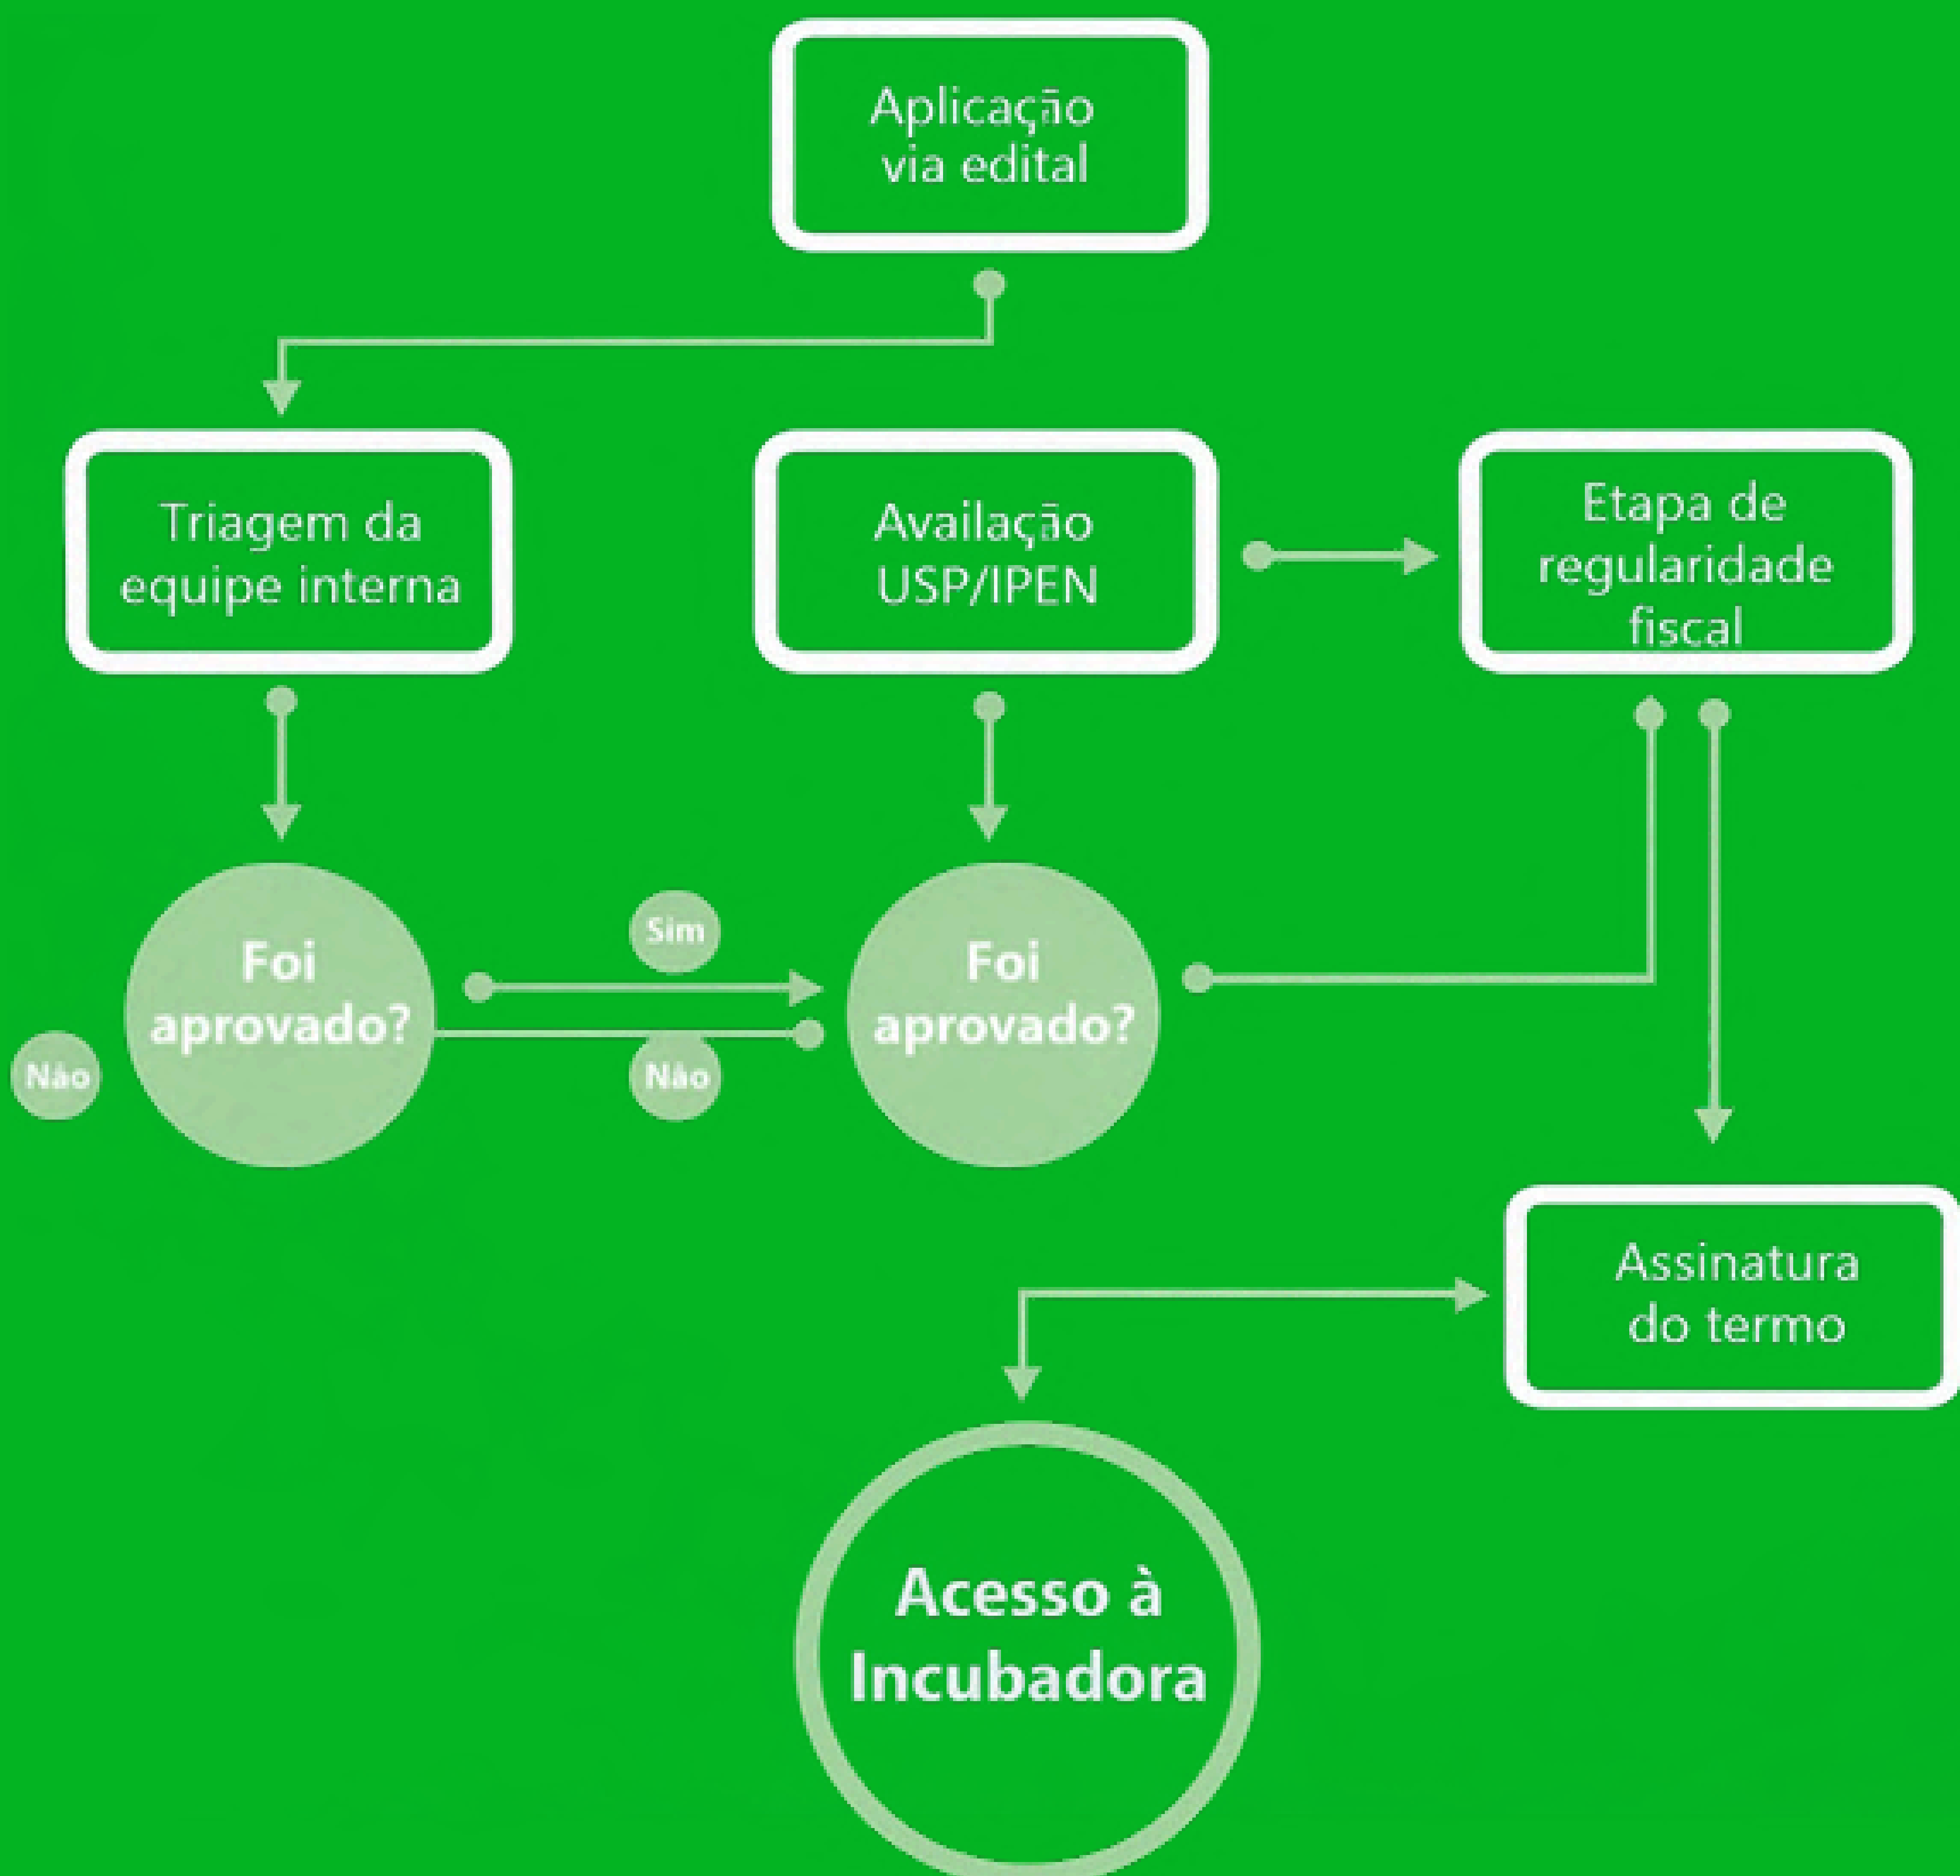 Aplicação
via edital
Triagem da
equipe interna
Availação
USP/IPEN
Etapa de
regularidade
fiscal
Foi
aprovado?
Sim
Não
Foi
aprovado?
Não
Assinatura
do termo
Acesso à
Incubadora